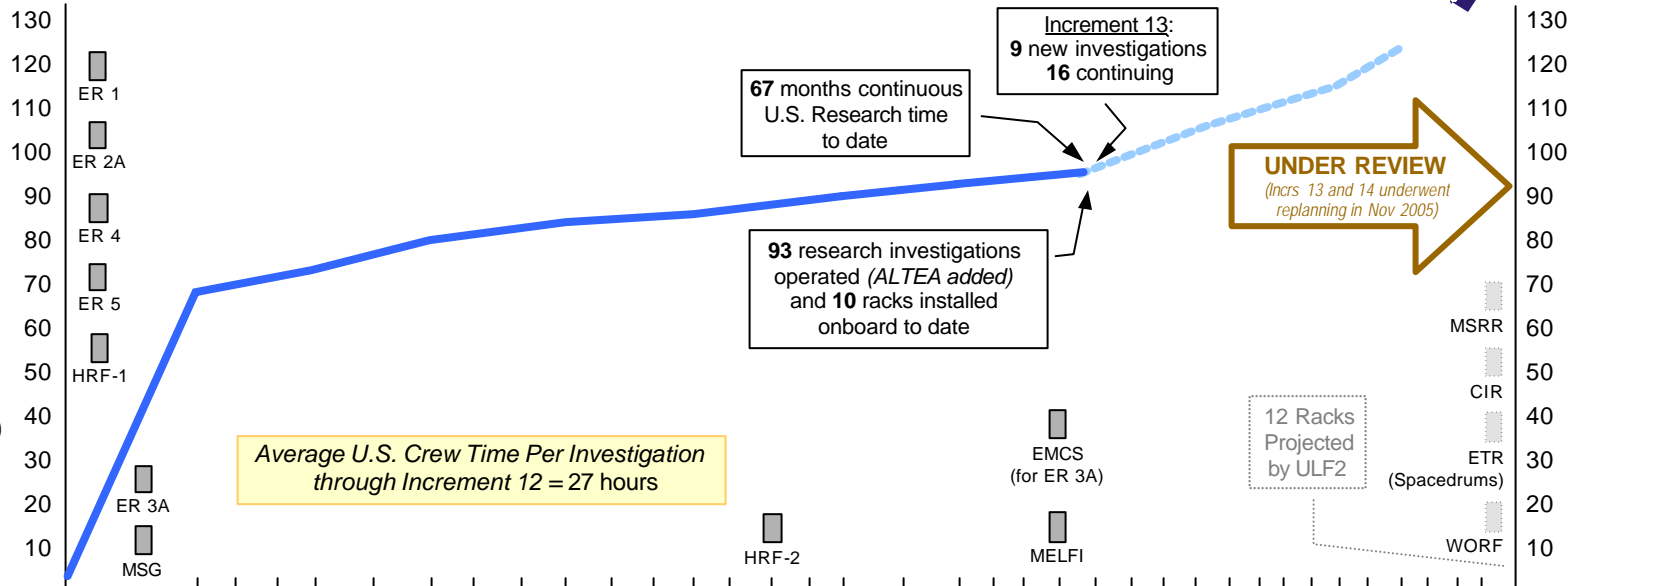 130
120
110
100
90
80
70
60
50
40
30
20
10
ER 1
ER 2A
ER 4
ER 5
HRF-1
ER 3A
MSG
Average U.S. Crew Time Per Investigation
through Increment 12 = 27 hours
67 months continuous
U.S. Research time
to date
Increment 13:
9 new investigations
16 continuing
93 research investigations
operated (ALTEA added)
and 10 racks installed
onboard to date
HRF-2
EMCS
(for ER 3A)
MELFI
UNDER REVIEW
(Incrs 13 and 14 underwent
replanning in Nov 2005)
12 Racks
Projected
by ULF2
MSRR
CIR
ETR
(Spacedrums)
WORF
130
120
110
100
90
80
70
60
50
40
30
20
10